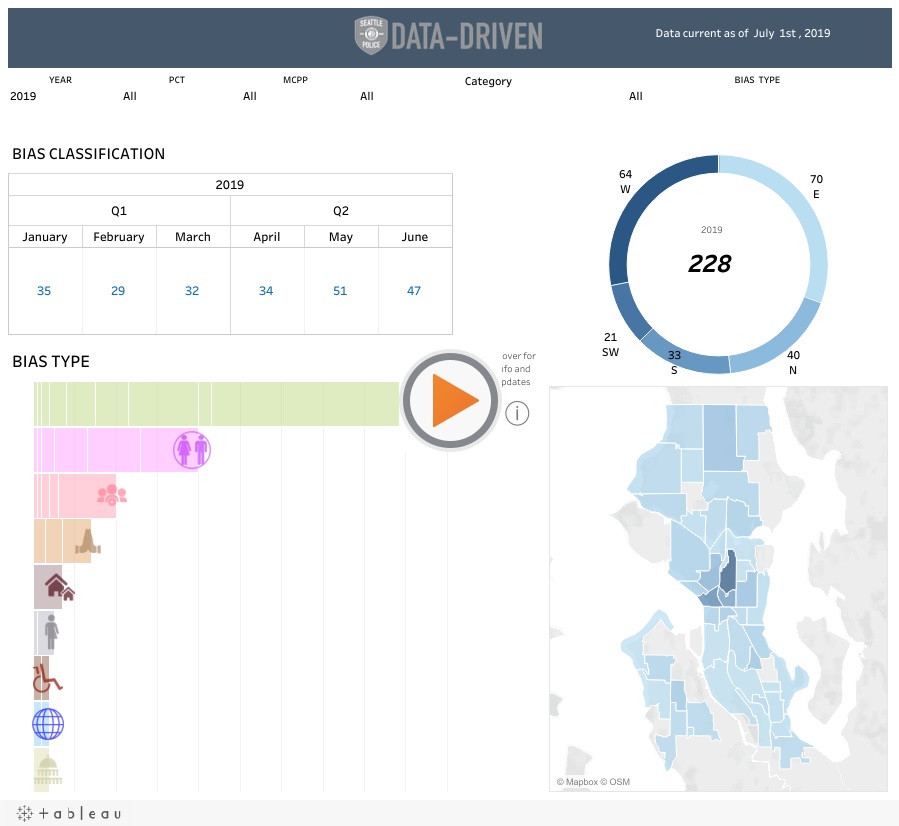 SEATTLE
POLICE
DATA-DRIVEN
Data current as of July 1st , 2019
YEAR PCT MCPP Category BIAS TYPE
2019 All All All All
BIAS CLASSIFICATION
2019
Q1 Q2
January February March April May June
35 29 32 34 51 47
64
W
70
E
2019
228
21
SW
33
S
40
N
BIAS TYPE
over for
nfo and
pdates
i
© Mapbox © OSM
+ a b l e a u